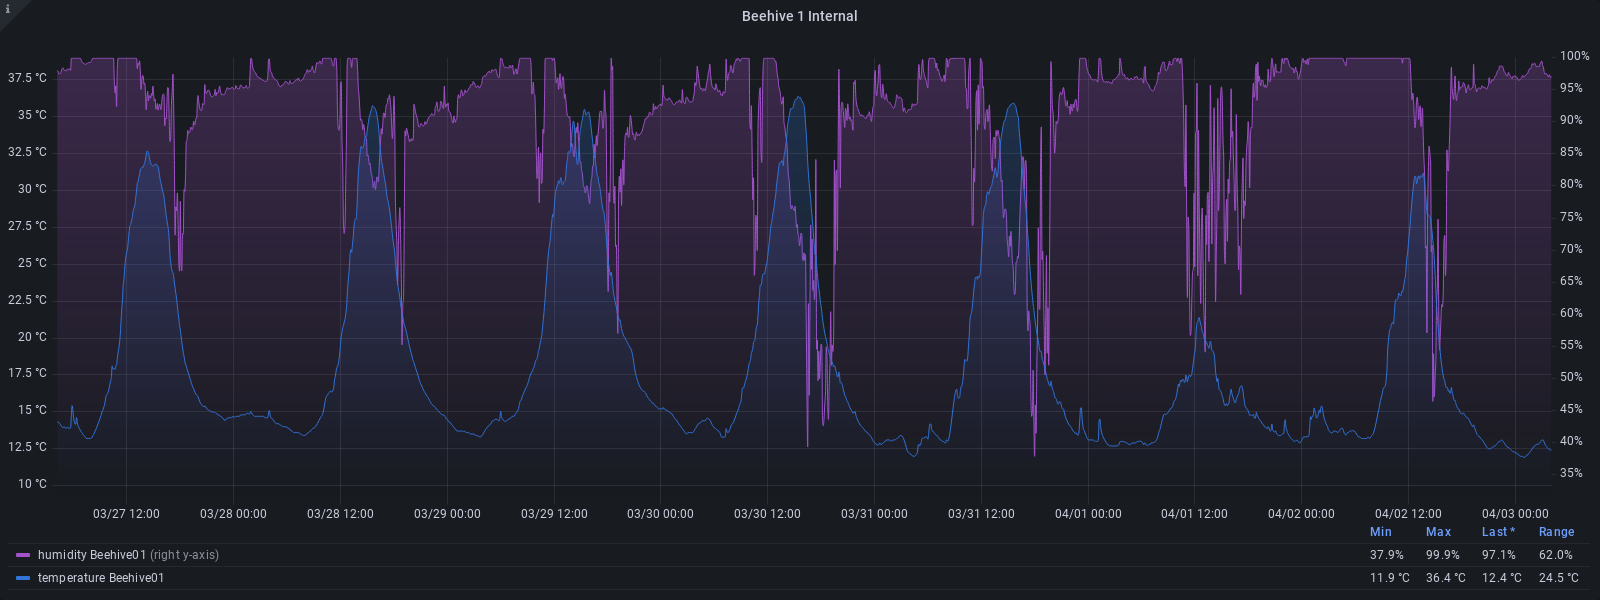 i
Beehive 1 Internal
37.5 °C
35 °C
32.5 °C
30 °C
27.5 °C
25 °C
22.5 °C
20 °C
17.5 °C
15 °C
12.5 °C
10 °C
100%
95%
90%
85%
80%
75%
70%
65%
60%
55%
50%
45%
40%
35%
03/27 12:00 03/28 00:00 03/28 12:00 03/29 00:00 03/29 12:00 03/30 00:00 03/30 12:00 03/31 00:00 03/31 12:00 04/01 00:00 04/01 12:00 04/02 00:00 04/02 12:00 04/03 00:00
Min Max Last * Range
humidity Beehive01 (right y-axis) 37.9% 99.9% 97.1% 62.0%
temperature Beehive01 11.9 °C 36.4 °C 12.4 °C 24.5 °C